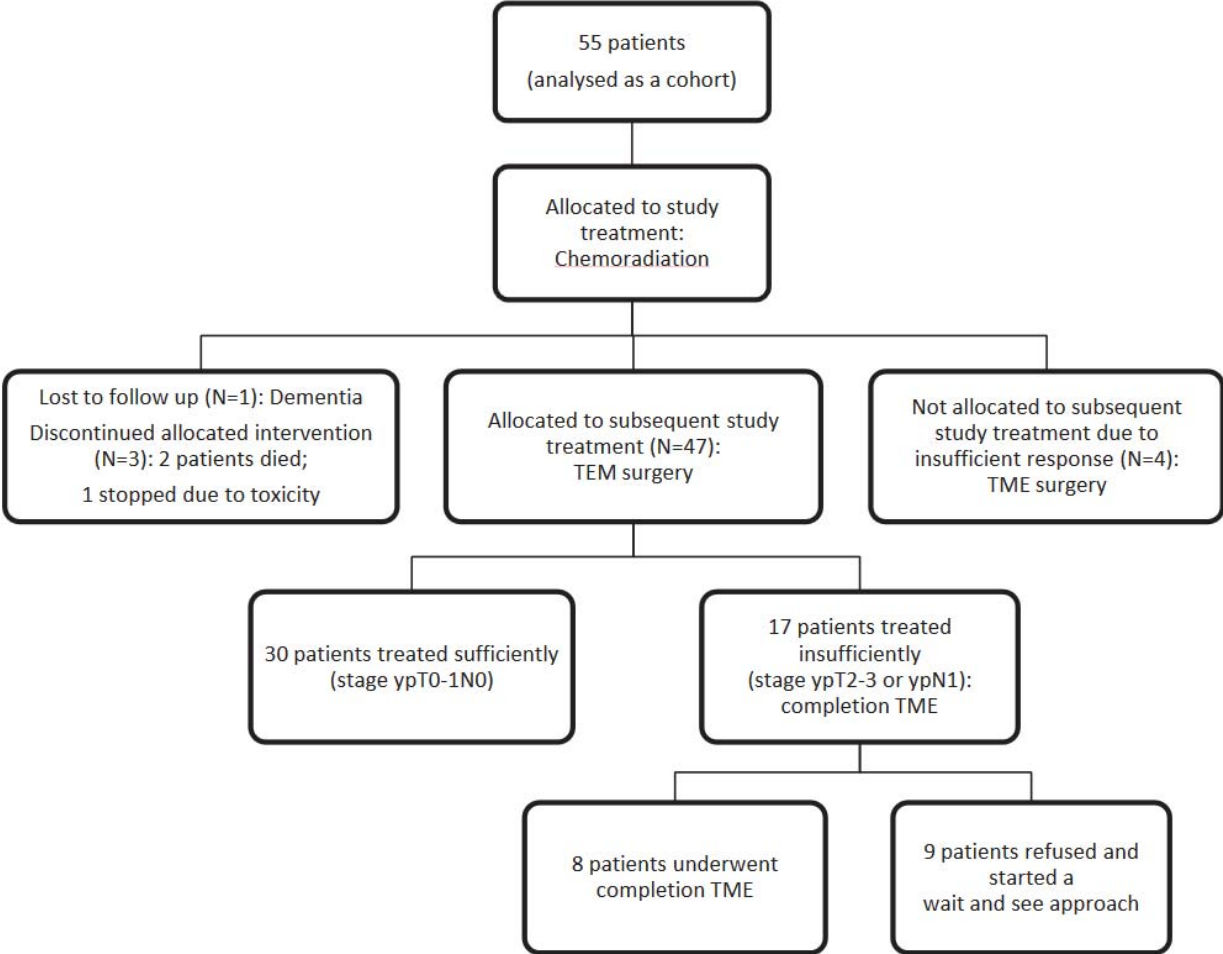 55 patients
(analysed as a cohort)
Allocated to study
treatment:
Chemoradiation
Lost to follow up (N=1): Dementia
Discontinued allocated intervention
(N=3): 2 patients died;
1 stopped due to toxicity
Allocated to subsequent study
treatment (N=47):
TEM surgery
Not allocated to subsequent
study treatment due to
insufficient response (N=4):
TME surgery
30 patients treated sufficiently
(stage ypT0-1N0)
17 patients treated
insufficiently
(stage ypT2-3 or ypN1):
completion TME
8 patients underwent
completion TME
9 patients refused and
started a
wait and see approach